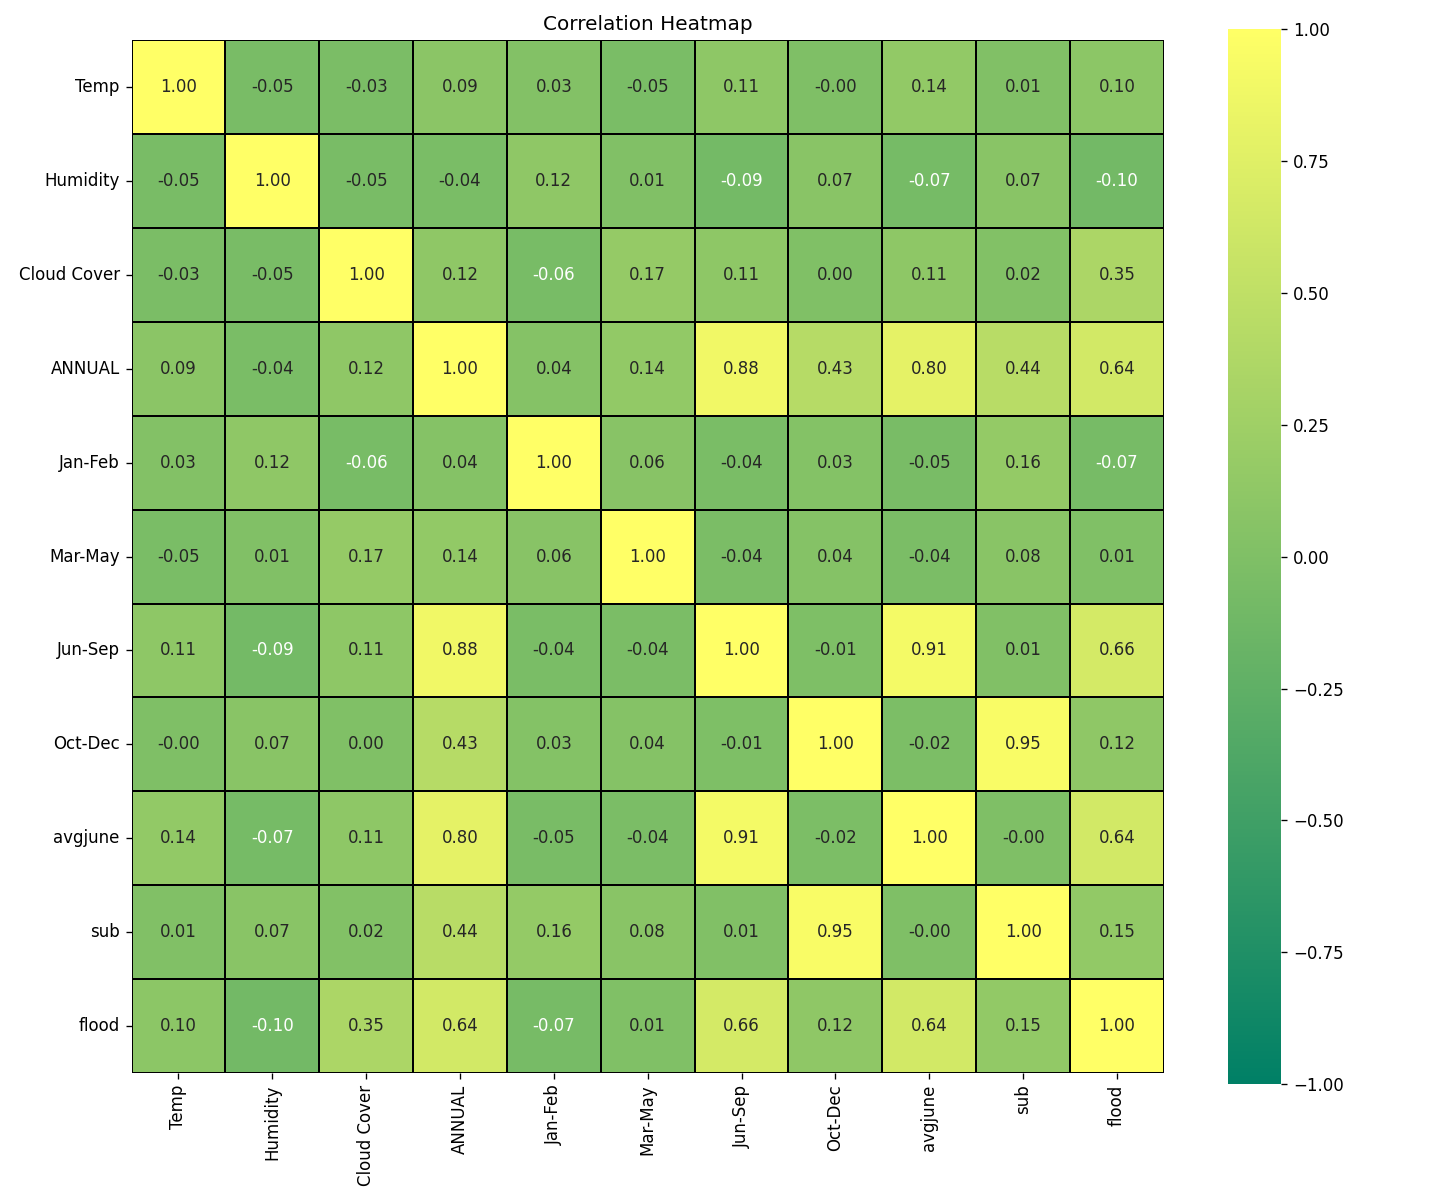 Correlation Heatmap
Temp 1.00 -0.05 -0.03 0.09 0.03 -0.05 0.11 -0.00 0.14 0.01 0.10
Humidity -0.05 1.00 -0.05 -0.04 0.12 0.01 -0.09 0.07 -0.07 0.07 -0.10
Cloud Cover -0.03 -0.05 1.00 0.12 -0.06 0.17 0.11 0.00 0.11 0.02 0.35
ANNUAL 0.09 -0.04 0.12 1.00 0.04 0.14 0.88 0.43 0.80 0.44 0.64
Jan-Feb 0.03 0.12 -0.06 0.04 1.00 0.06 -0.04 0.03 -0.05 0.16 -0.07
Mar-May -0.05 0.01 0.17 0.14 0.06 1.00 -0.04 0.04 -0.04 0.08 0.01
Jun-Sep 0.11 -0.09 0.11 0.88 -0.04 -0.04 1.00 -0.01 0.91 0.01 0.66
Oct-Dec -0.00 0.07 0.00 0.43 0.03 0.04 -0.01 1.00 -0.02 0.95 0.12
avgjune 0.14 -0.07 0.11 0.80 -0.05 -0.04 0.91 -0.02 1.00 -0.00 0.64
sub 0.01 0.07 0.02 0.44 0.16 0.08 0.01 0.95 -0.00 1.00 0.15
flood 0.10 -0.10 0.35 0.64 -0.07 0.01 0.66 0.12 0.64 0.15 1.00
Temp Humidity Cloud Cover ANNUAL Jan-Feb Mar-May Jun-Sep Oct-Dec avgjune sub flood
1.00
0.75
0.50
0.25
0.00
−0.25
−0.50
−0.75
−1.00